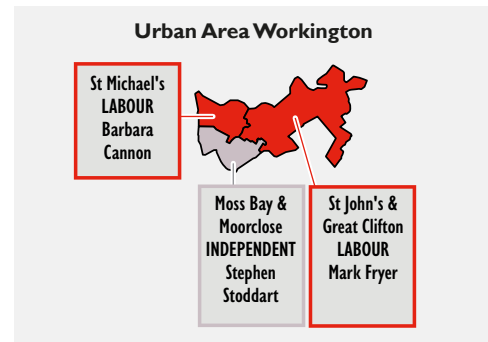 Urban Area Workington
St Michael's
LABOUR
Barbara
Cannon
Moss Bay &
Moorclose
INDEPENDENT
Stephen
Stoddart
St John's &
Great Clifton
LABOUR
Mark Fryer